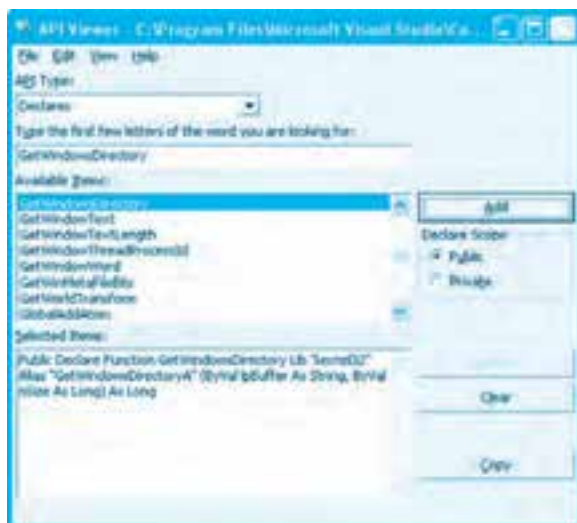 API Viewer - C:\Program Files\Microsoft Visual Studio\Co...
File Edit View Help
API Type:
Declares
Type the first few letters of the word you are looking for:
GetWindowsDirectory
Available Items:
GetWindowsDirectory
GetWindowText
GetWindowTextLength
GetWindowThreadProcessId
GetWindowWord
GetWinMetaFileBits
GetWorldTransform
GlobalAddAtom
Add
Declare Scope
Public
Private
Selected Items:
Public Declare Function GetWindowsDirectory Lib "kernel32"
Alias "GetWindowsDirectoryA" (ByVal lpBuffer As String, ByVal
nSize As Long) As Long
Clear
Copy